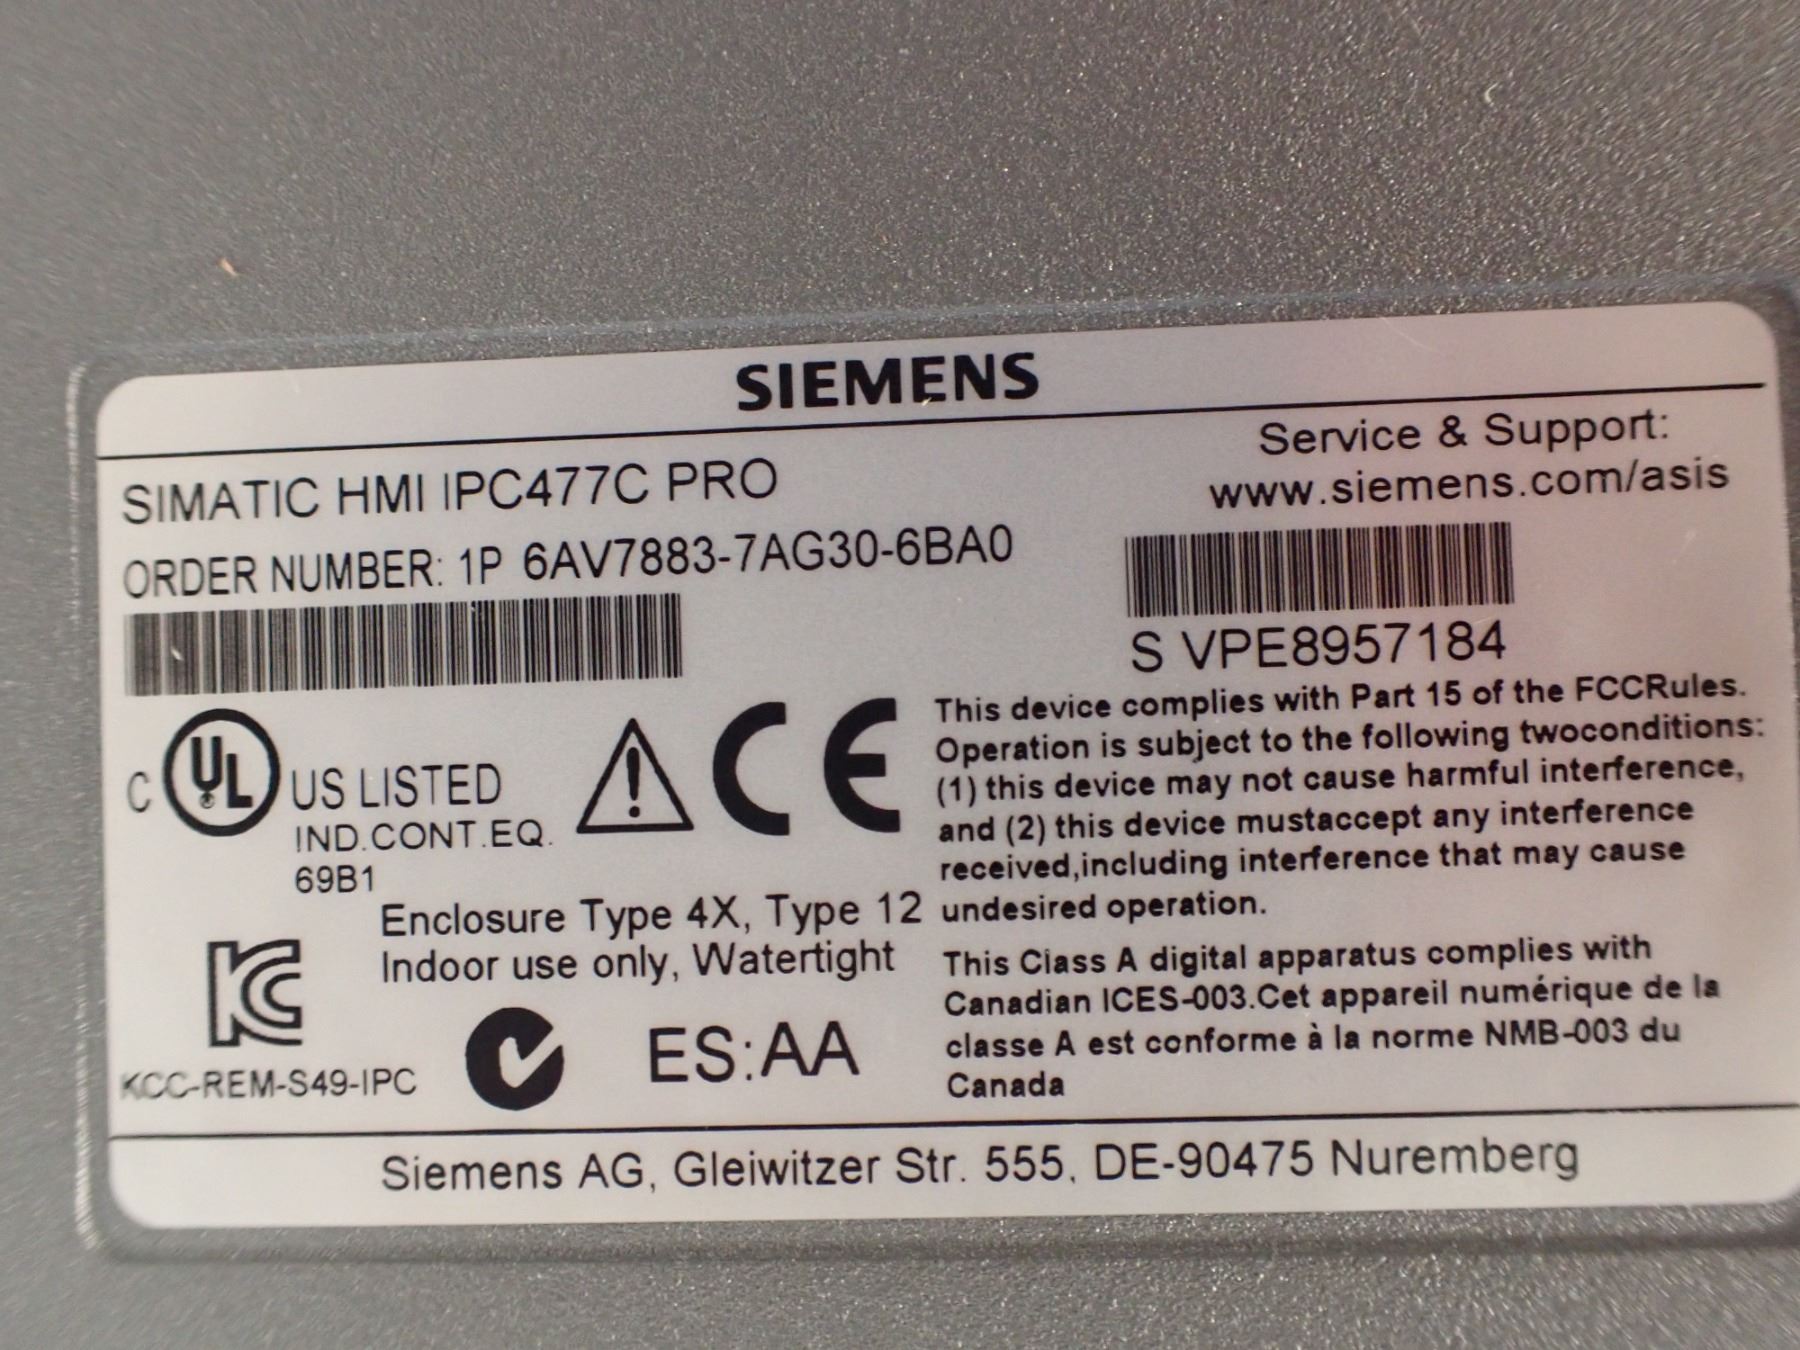 SIEMENS
SIMATIC HMI IPC477C PRO
ORDER NUMBER: 1P 6AV7883-7AG30-6BA0
Service & Support:
www.siemens.com/asis
S VPE8957184
C UL US LISTED
IND.CONT.EQ.
69B1
CE
Enclosure Type 4X, Type 12
Indoor use only, Watertight
KCC-REM-S49-IPC
ES:AA
This device complies with Part 15 of the FCCRules.
Operation is subject to the following twoconditions:
(1) this device may not cause harmful interference,
and (2) this device mustaccept any interference
received,including interference that may cause
undesired operation.
This Class A digital apparatus complies with
Canadian ICES-003.Cet appareil numérique de la
classe A est conforme à la norme NMB-003 du
Canada
Siemens AG, Gleiwitzer Str. 555, DE-90475 Nuremberg